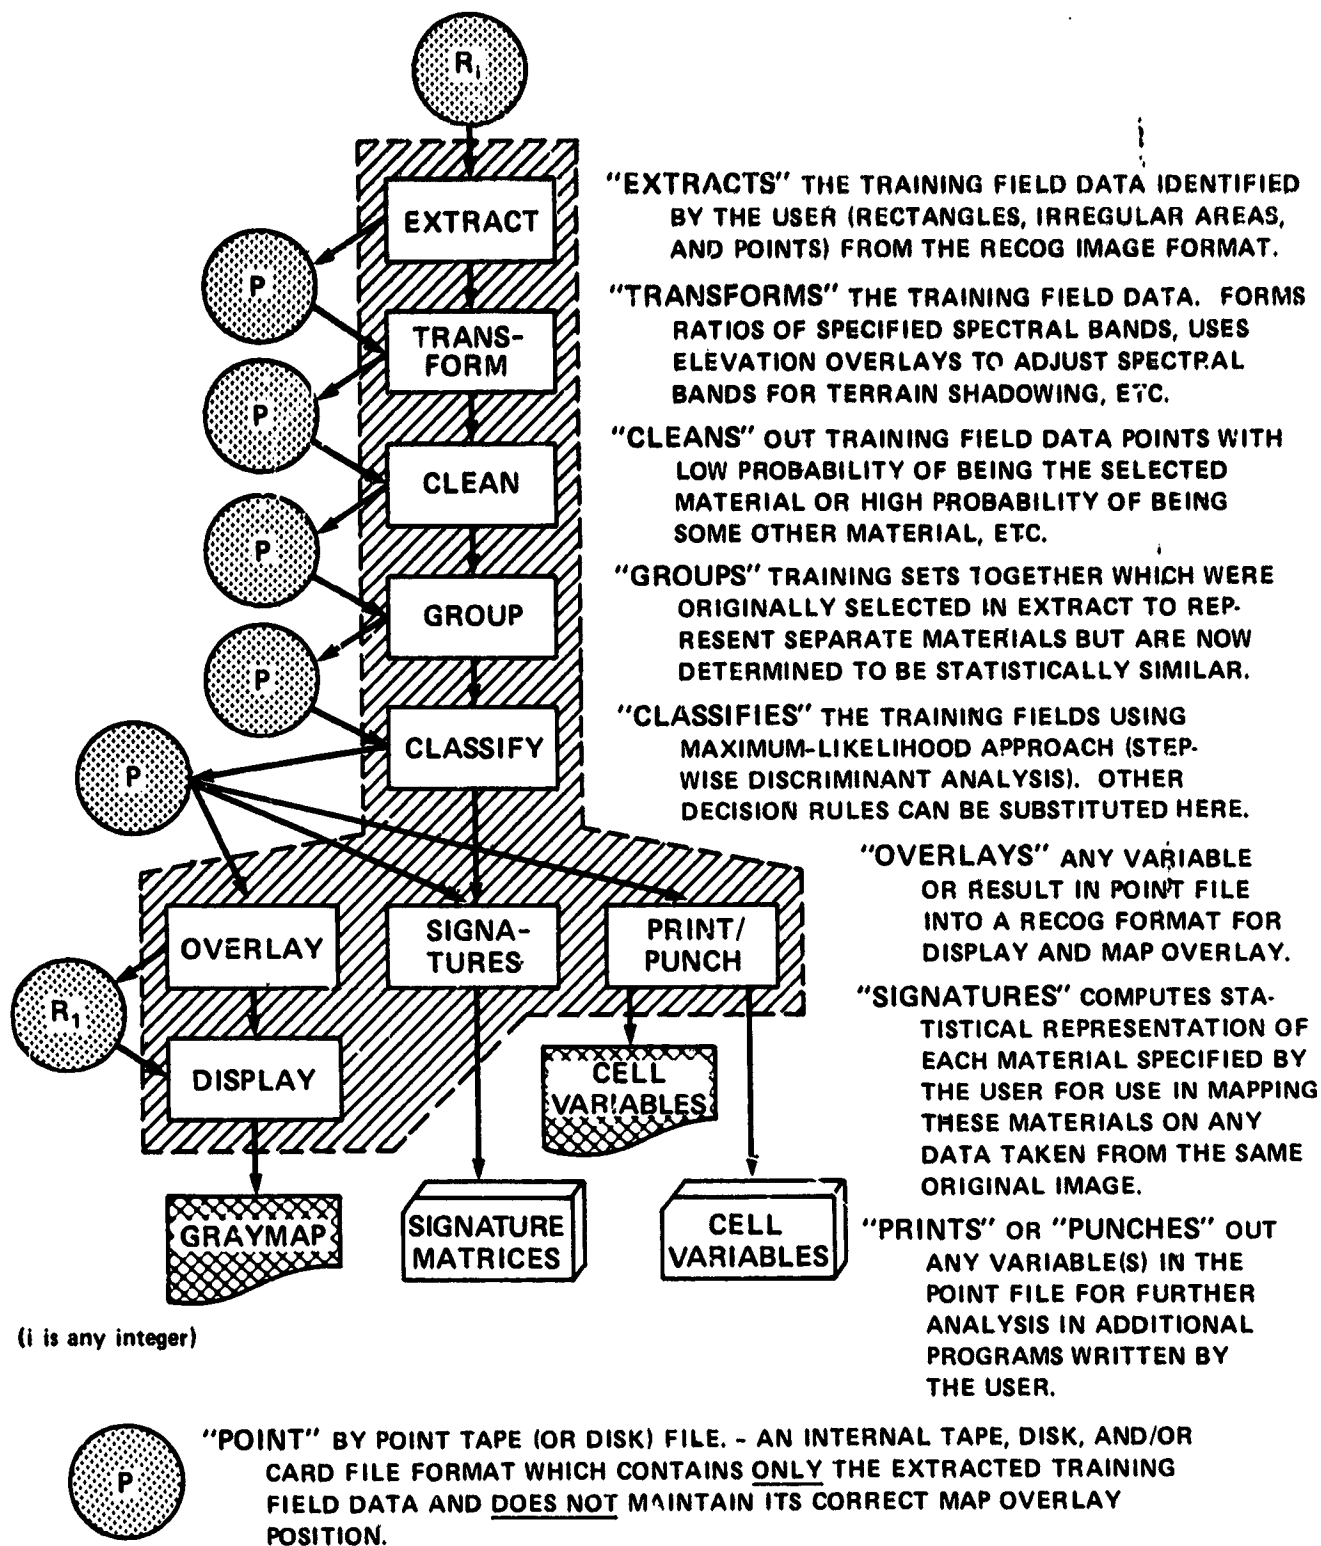 R_i
EXTRACT
"EXTRACTS" THE TRAINING FIELD DATA IDENTIFIED
BY THE USER (RECTANGLES, IRREGULAR AREAS,
AND POINTS) FROM THE RECOG IMAGE FORMAT.
P
TRANS-
FORM
"TRANSFORMS" THE TRAINING FIELD DATA. FORMS
RATIOS OF SPECIFIED SPECTRAL BANDS, USES
ELEVATION OVERLAYS TO ADJUST SPECTRAL
BANDS FOR TERRAIN SHADOWING, ETC.
P
CLEAN
"CLEANS" OUT TRAINING FIELD DATA POINTS WITH
LOW PROBABILITY OF BEING THE SELECTED
MATERIAL OR HIGH PROBABILITY OF BEING
SOME OTHER MATERIAL, ETC.
P
GROUP
"GROUPS" TRAINING SETS TOGETHER WHICH WERE
ORIGINALLY SELECTED IN EXTRACT TO REP-
RESENT SEPARATE MATERIALS BUT ARE NOW
DETERMINED TO BE STATISTICALLY SIMILAR.
P
CLASSIFY
"CLASSIFIES" THE TRAINING FIELDS USING
MAXIMUM-LIKELIHOOD APPROACH (STEP-
WISE DISCRIMINANT ANALYSIS). OTHER
DECISION RULES CAN BE SUBSTITUTED HERE.
P
OVERLAY
SIGNA-
TURES
PRINT/
PUNCH
"OVERLAYS" ANY VARIABLE
OR RESULT IN POINT FILE
INTO A RECOG FORMAT FOR
DISPLAY AND MAP OVERLAY.
R_1
DISPLAY
CELL
VARIABLES
"SIGNATURES" COMPUTES STA-
TISTICAL REPRESENTATION OF
EACH MATERIAL SPECIFIED BY
THE USER FOR USE IN MAPPING
THESE MATERIALS ON ANY
DATA TAKEN FROM THE SAME
ORIGINAL IMAGE.
GRAYMAP
SIGNATURE
MATRICES
CELL
VARIABLES
"PRINTS" OR "PUNCHES" OUT
ANY VARIABLE(S) IN THE
POINT FILE FOR FURTHER
ANALYSIS IN ADDITIONAL
PROGRAMS WRITTEN BY
THE USER.
(i is any integer)
P
"POINT" BY POINT TAPE (OR DISK) FILE. - AN INTERNAL TAPE, DISK, AND/OR
CARD FILE FORMAT WHICH CONTAINS ONLY THE EXTRACTED TRAINING
FIELD DATA AND DOES NOT MAINTAIN ITS CORRECT MAP OVERLAY
POSITION.